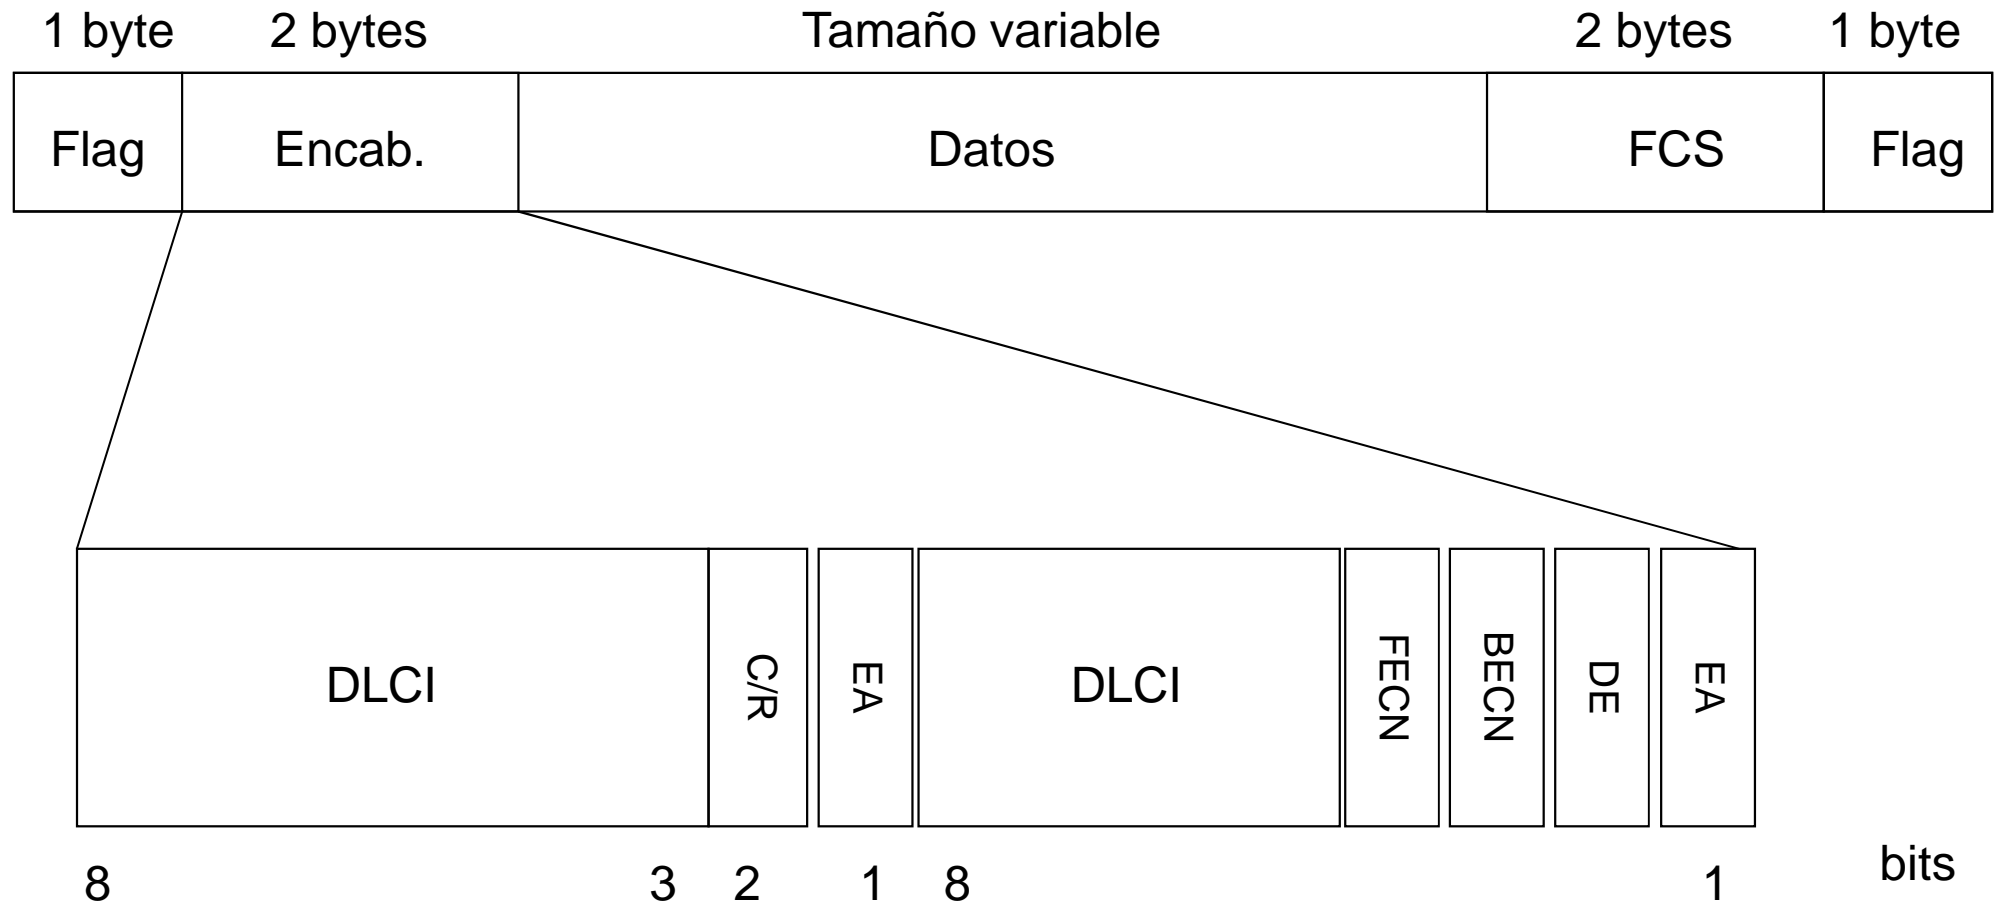 1 byte 2 bytes Tamaño variable 2 bytes 1 byte
Flag Encab. Datos FCS Flag
DLCI C/R EA DLCI FECN BECN DE EA
8 3 2 1 8 1 bits